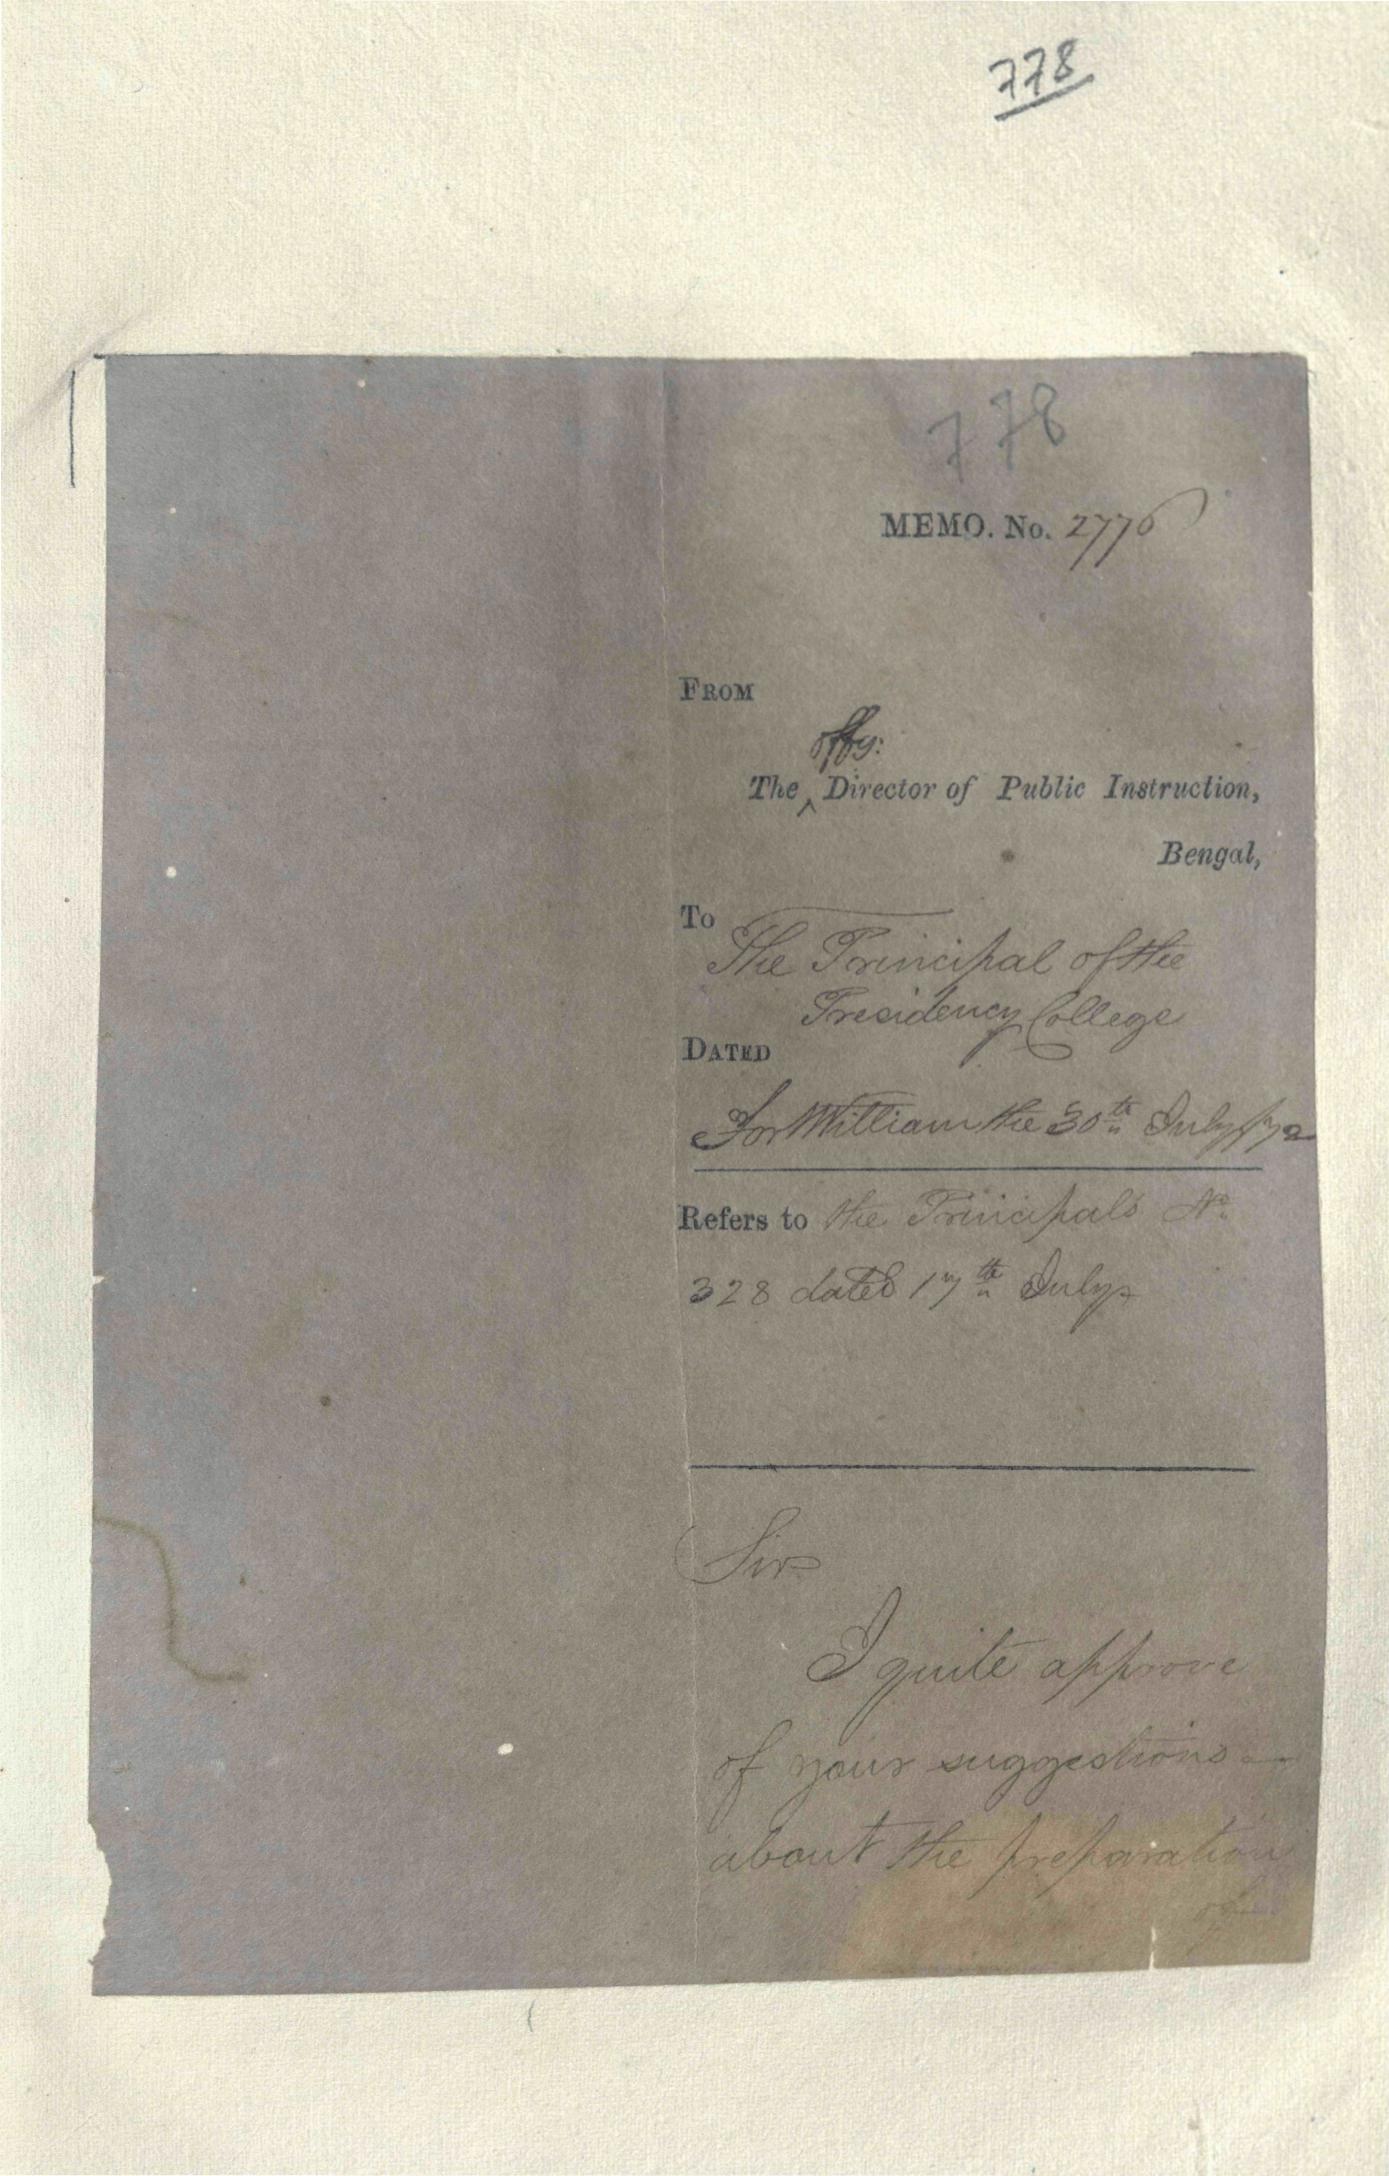 778
778
MEMO. No. 2776
FROM
offg:
The ^ Director of Public Instruction,
Bengal,
To
The Principal of the
Presidency College
DATED
Fort William the 30th July /72
Refers to the Principals No.
328 dated 17th July
Sir
I quite approve
of your suggestions
about the preparation
of